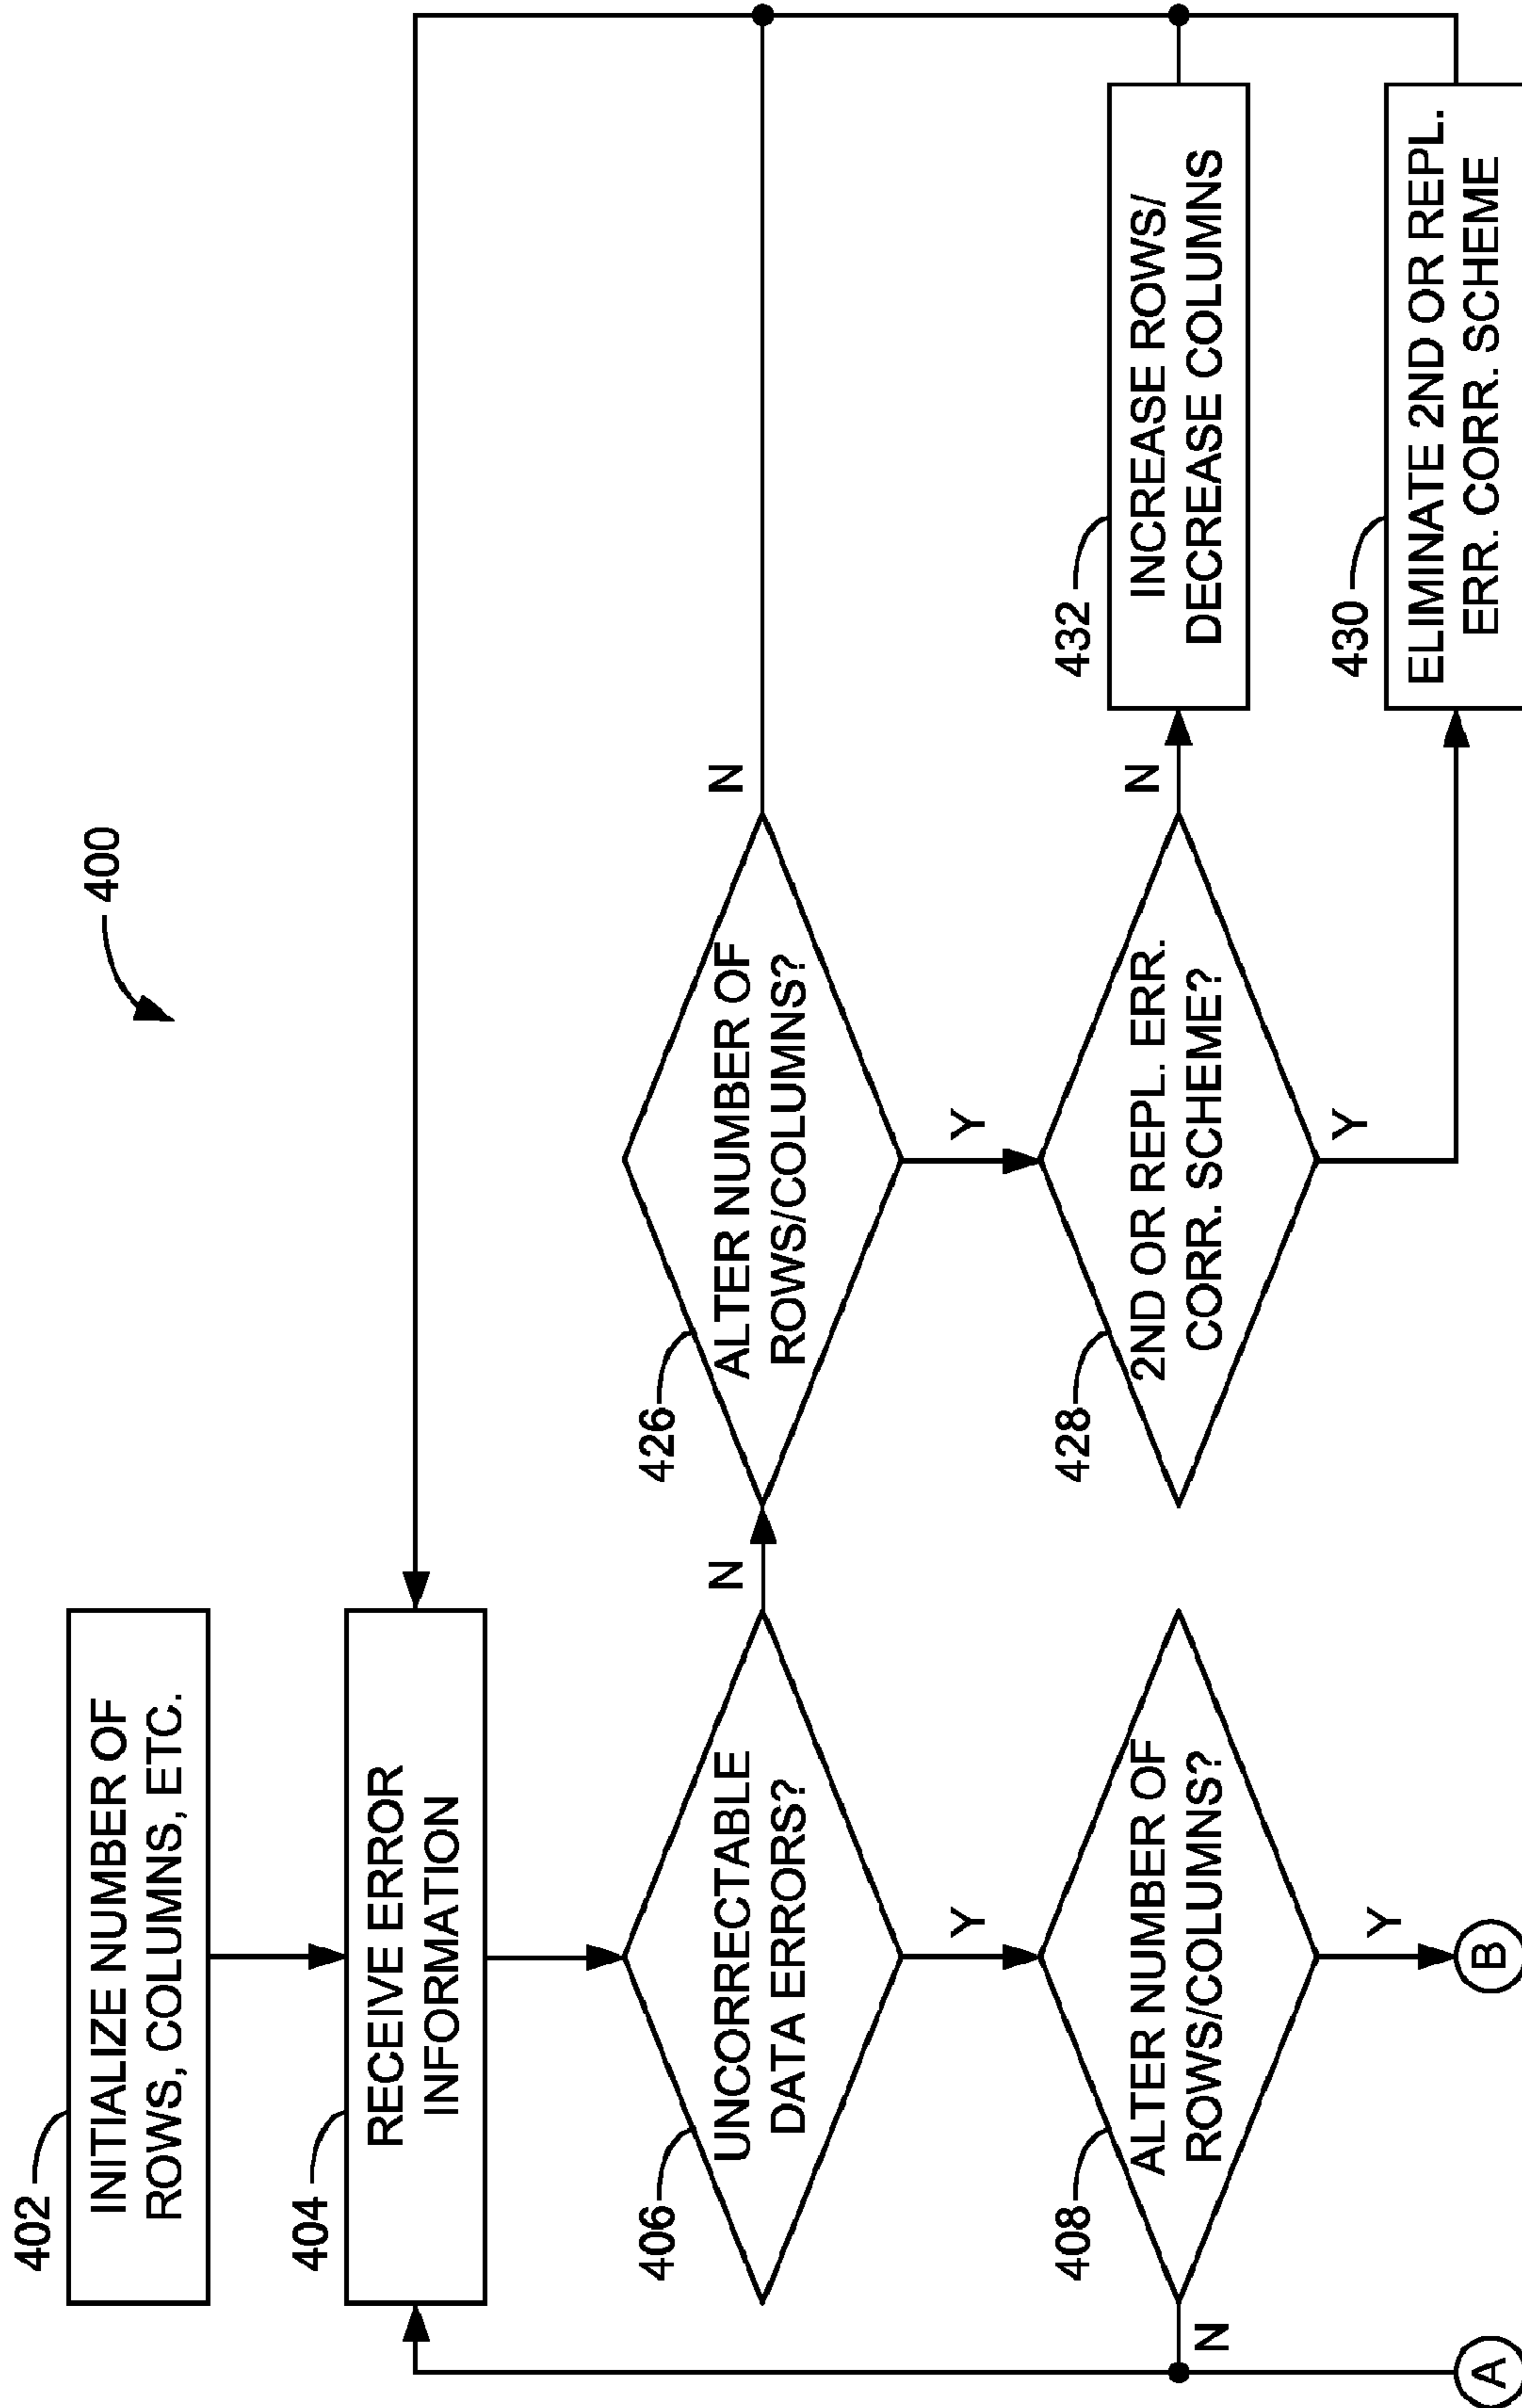 400
402
INITIALIZE NUMBER OF
ROWS, COLUMNS, ETC.
404
RECEIVE ERROR
INFORMATION
406
UNCORRECTABLE
DATA ERRORS?
N
Y
426
ALTER NUMBER OF
ROWS/COLUMNS?
N
Y
408
ALTER NUMBER OF
ROWS/COLUMNS?
N
Y
428
2ND OR REPL. ERR.
CORR. SCHEME?
N
Y
432
INCREASE ROWS/
DECREASE COLUMNS
430
ELIMINATE 2ND OR REPL.
ERR. CORR. SCHEME
A
B